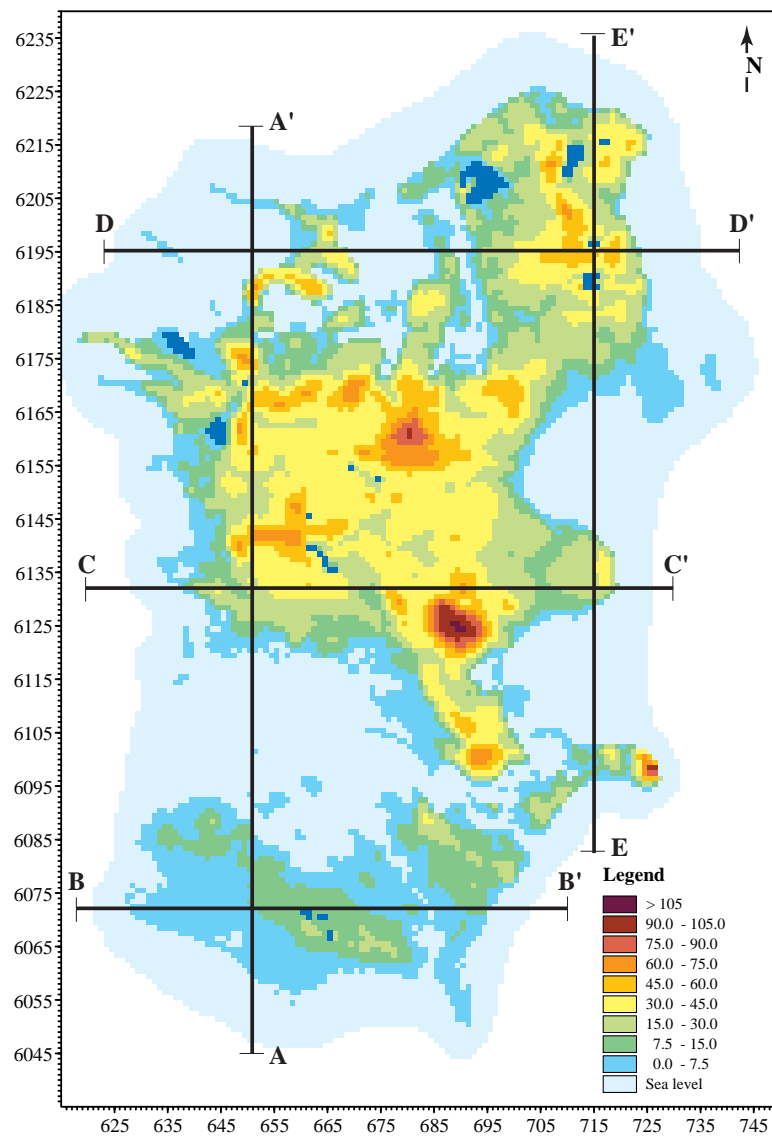 6235
E'
N
6225
A'
6215
6205
D
D'
6195
6185
6175
6165
6155
6145
C
C'
6135
6125
6115
6105
6095
6085
E
B
B'
Legend
6075
> 105
90.0 - 105.0
75.0 - 90.0
6065
60.0 - 75.0
45.0 - 60.0
6055
30.0 - 45.0
15.0 - 30.0
7.5 - 15.0
6045
A
0.0 - 7.5
Sea level
625 635 645 655 665 675 685 695 705 715 725 735 745